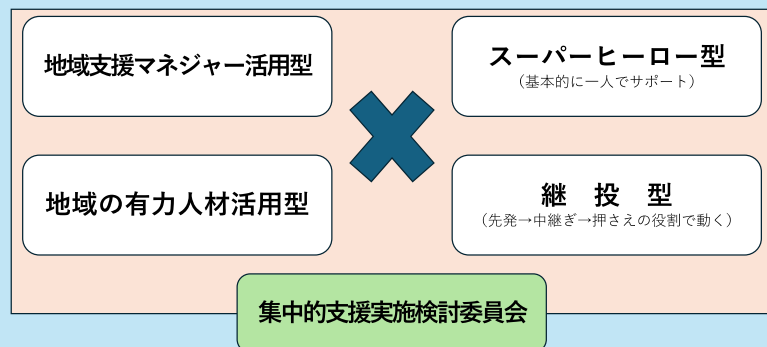 地域支援マネジャー活用型
スーパーヒーロー型
（基本的に一人でサポート）
地域の有力人材活用型
継　投　型
（先発→中継ぎ→押さえの役割で動く）
集中的支援実施検討委員会